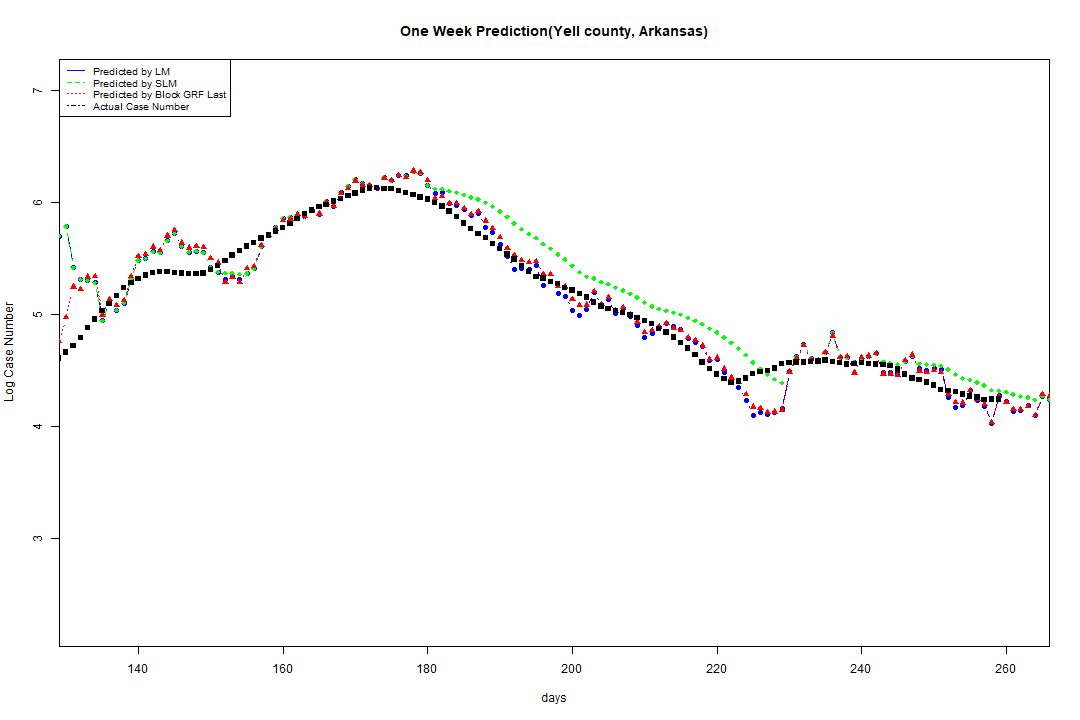 One Week Prediction(Yell county, Arkansas)
Predicted by LM
Predicted by SLM
Predicted by Block GRF Last
Actual Case Number
7
6
5
4
3
Log Case Number
140 160 180 200 220 240 260
days